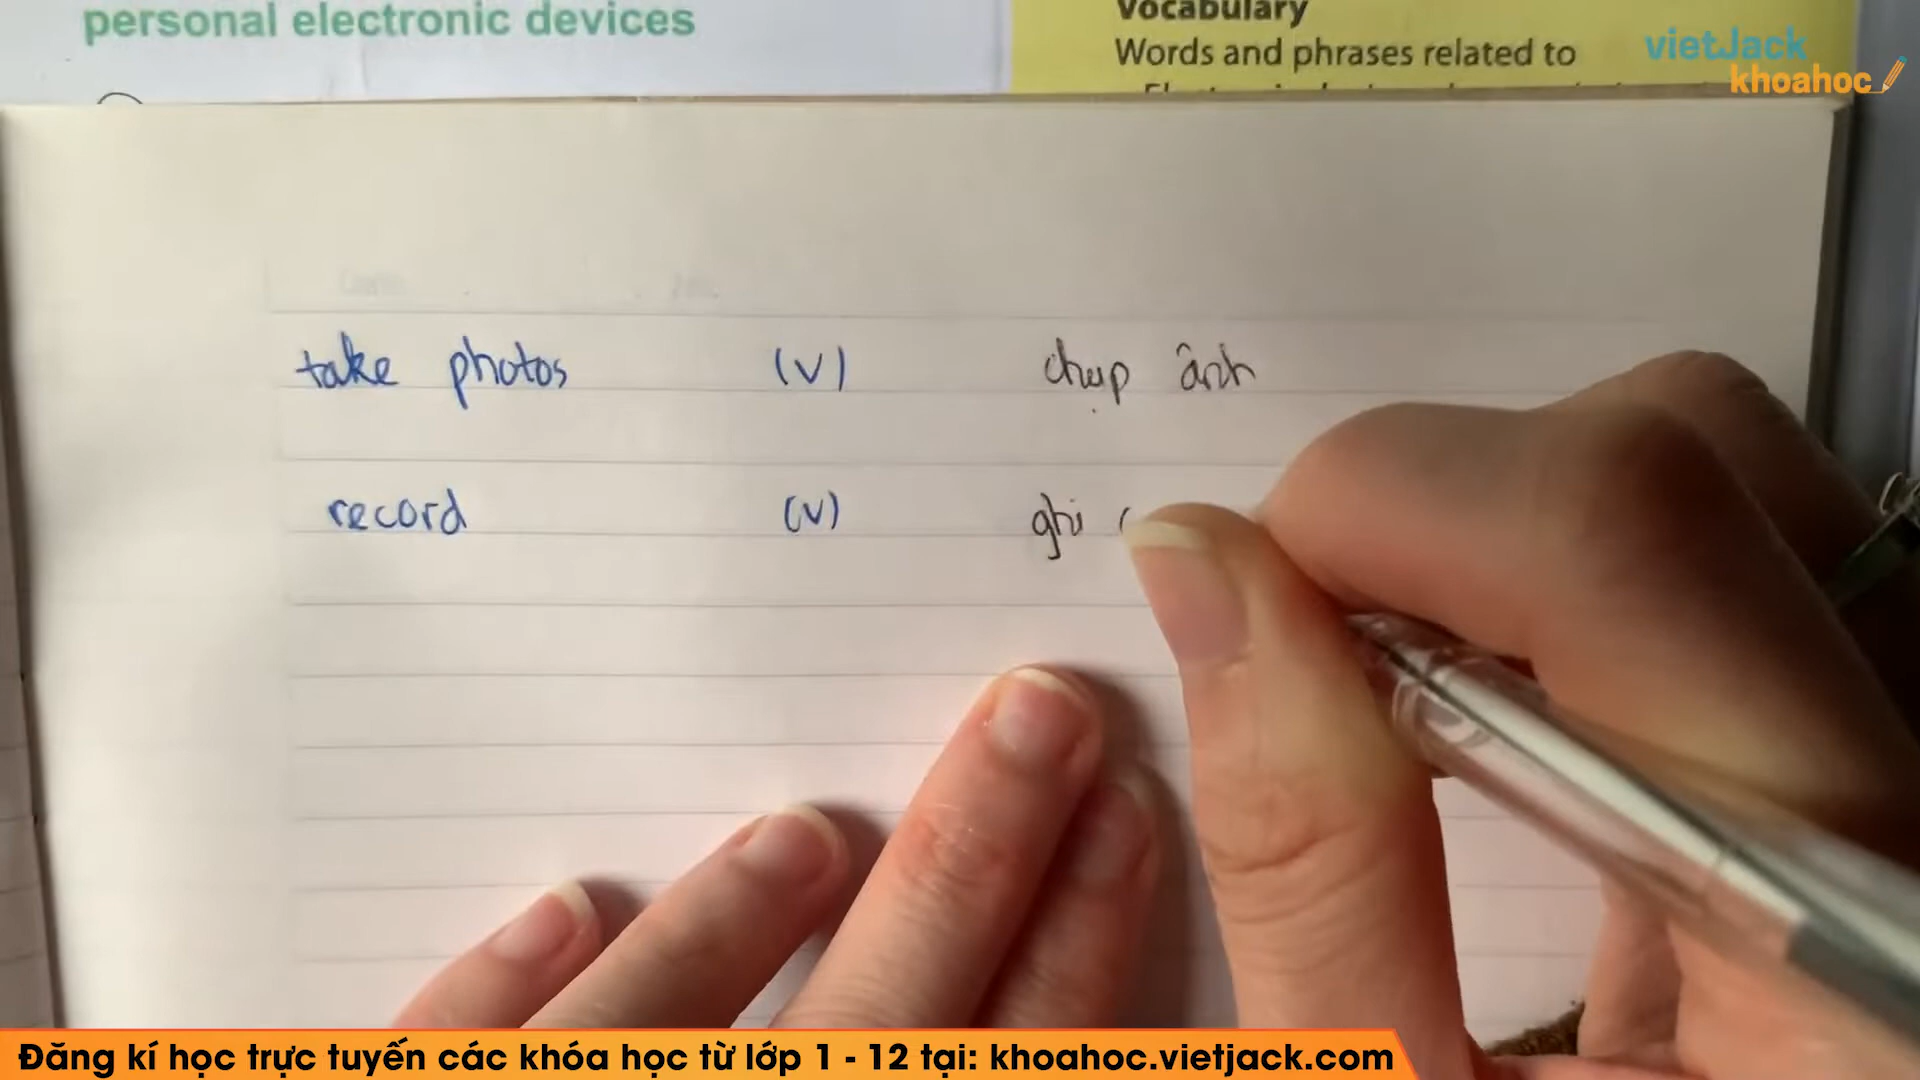 personal electronic devices
Vocabulary
Words and phrases related to
vietJack
khoahoc
take photos (v) chụp ảnh
record (v) ghi
Đăng kí học trực tuyến các khóa học từ lớp 1 - 12 tại: khoahoc.vietjack.com